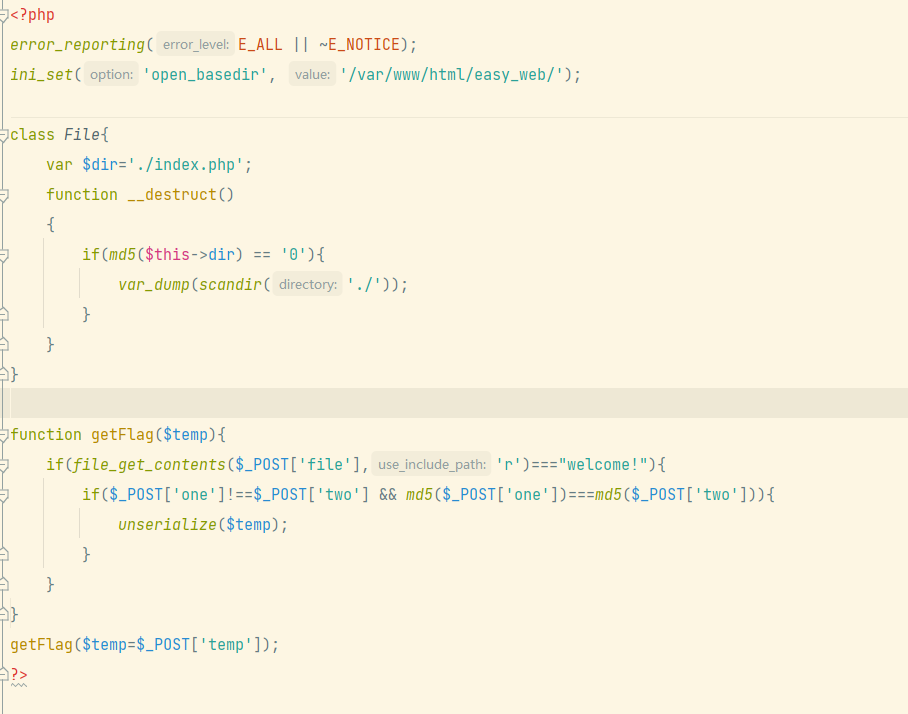 <?php
error_reporting( error_level: E_ALL || ~E_NOTICE);
ini_set( option: 'open_basedir', value: '/var/www/html/easy_web/');
class File{
    var $dir='./index.php';
    function __destruct()
    {
        if(md5($this->dir) == '0'){
            var_dump(scandir( directory: './'));
        }
    }
}
function getFlag($temp){
    if(file_get_contents($_POST['file'], use_include_path: 'r')==="welcome!"){
        if($_POST['one']!==$_POST['two'] && md5($_POST['one'])===md5($_POST['two'])){
            unserialize($temp);
        }
    }
}
getFlag($temp=$_POST['temp']);
?>